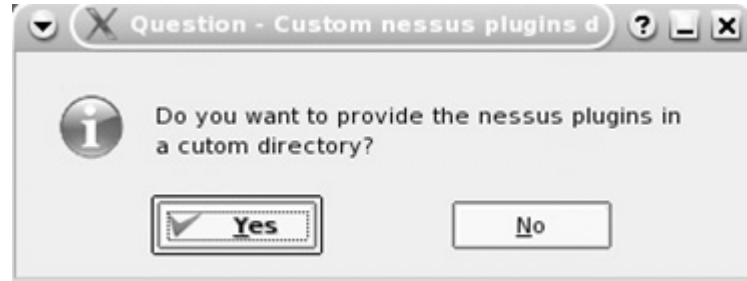 Question - Custom nessus plugins d
Do you want to provide the nessus plugins in
a cutom directory?
Yes
No